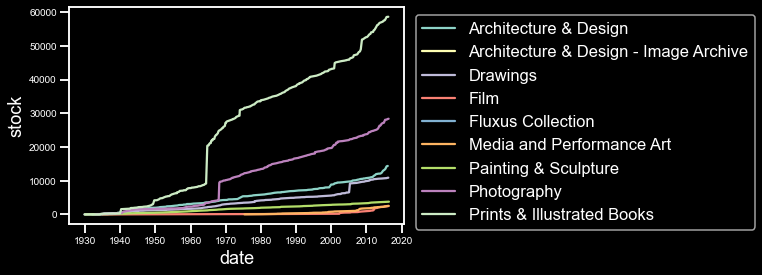 60000
50000
40000
30000
20000
10000
0
stock
1930 1940 1950 1960 1970 1980 1990 2000 2010 2020
date
Architecture & Design
Architecture & Design - Image Archive
Drawings
Film
Fluxus Collection
Media and Performance Art
Painting & Sculpture
Photography
Prints & Illustrated Books